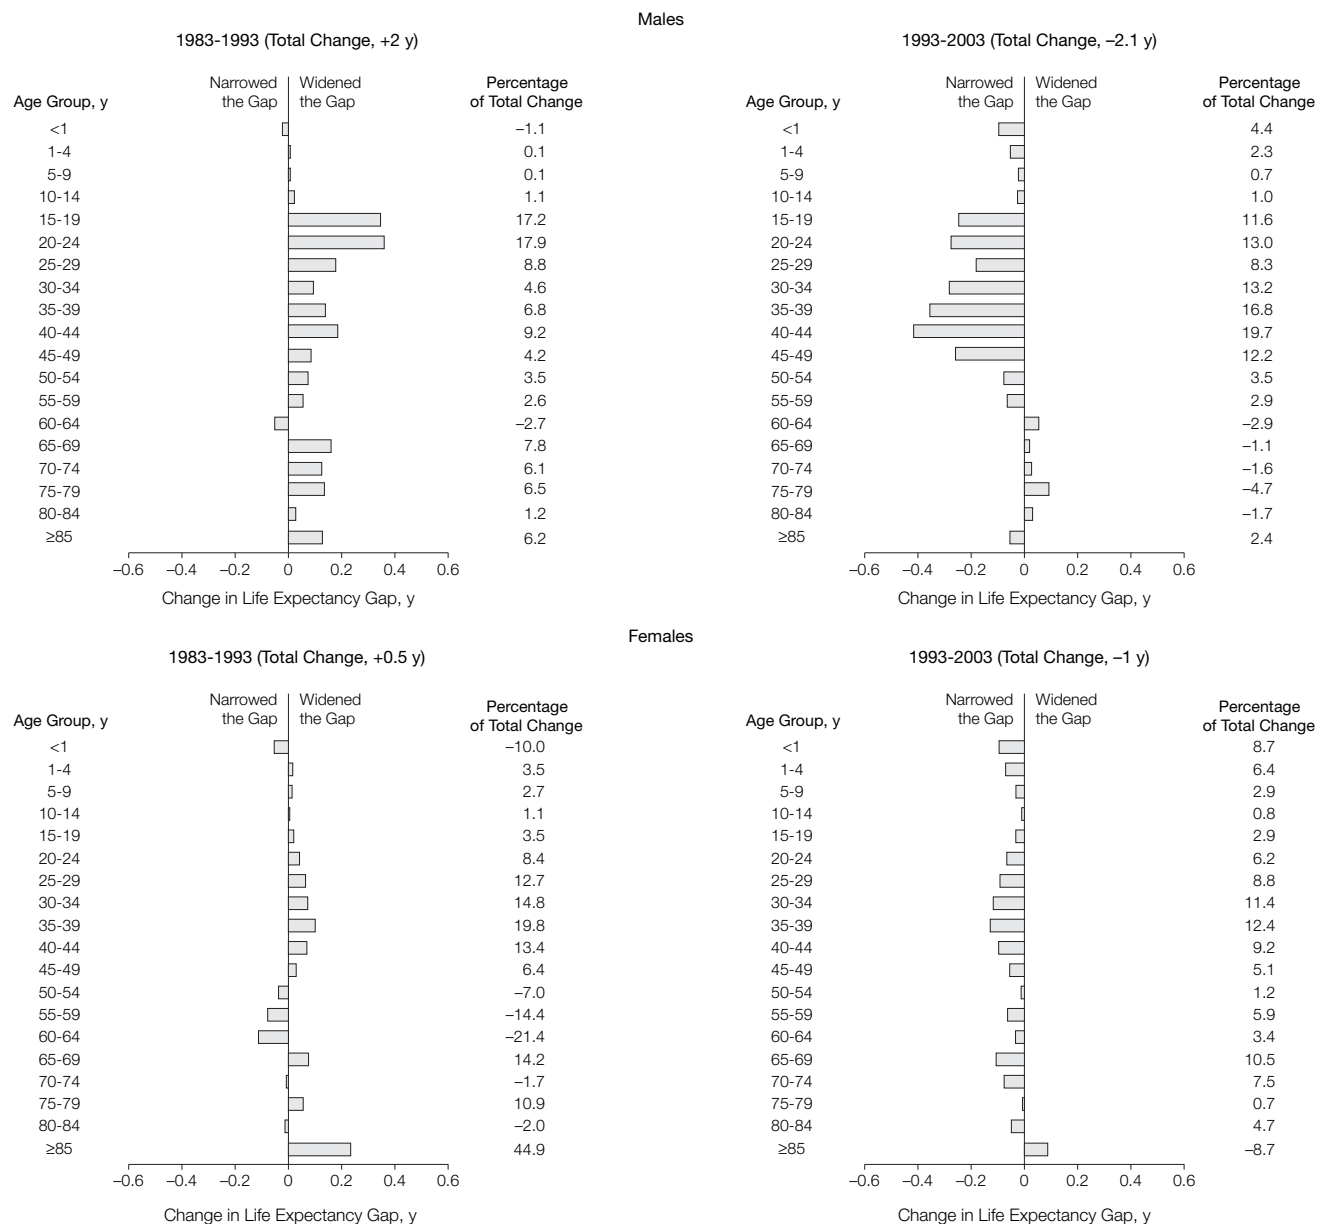 Males
1983-1993 (Total Change, +2 y)
Narrowed the Gap
Widened the Gap
Age Group, y
Percentage of Total Change
<1 –1.1
1-4 0.1
5-9 0.1
10-14 1.1
15-19 17.2
20-24 17.9
25-29 8.8
30-34 4.6
35-39 6.8
40-44 9.2
45-49 4.2
50-54 3.5
55-59 2.6
60-64 –2.7
65-69 7.8
70-74 6.1
75-79 6.5
80-84 1.2
≥85 6.2
–0.6 –0.4 –0.2 0 0.2 0.4 0.6
Change in Life Expectancy Gap, y
1993-2003 (Total Change, –2.1 y)
Narrowed the Gap
Widened the Gap
Age Group, y
Percentage of Total Change
<1 4.4
1-4 2.3
5-9 0.7
10-14 1.0
15-19 11.6
20-24 13.0
25-29 8.3
30-34 13.2
35-39 16.8
40-44 19.7
45-49 12.2
50-54 3.5
55-59 2.9
60-64 –2.9
65-69 –1.1
70-74 –1.6
75-79 –4.7
80-84 –1.7
≥85 2.4
–0.6 –0.4 –0.2 0 0.2 0.4 0.6
Change in Life Expectancy Gap, y
Females
1983-1993 (Total Change, +0.5 y)
Narrowed the Gap
Widened the Gap
Age Group, y
Percentage of Total Change
<1 –10.0
1-4 3.5
5-9 2.7
10-14 1.1
15-19 3.5
20-24 8.4
25-29 12.7
30-34 14.8
35-39 19.8
40-44 13.4
45-49 6.4
50-54 –7.0
55-59 –14.4
60-64 –21.4
65-69 14.2
70-74 –1.7
75-79 10.9
80-84 –2.0
≥85 44.9
–0.6 –0.4 –0.2 0 0.2 0.4 0.6
Change in Life Expectancy Gap, y
1993-2003 (Total Change, –1 y)
Narrowed the Gap
Widened the Gap
Age Group, y
Percentage of Total Change
<1 8.7
1-4 6.4
5-9 2.9
10-14 0.8
15-19 2.9
20-24 6.2
25-29 8.8
30-34 11.4
35-39 12.4
40-44 9.2
45-49 5.1
50-54 1.2
55-59 5.9
60-64 3.4
65-69 10.5
70-74 7.5
75-79 0.7
80-84 4.7
≥85 –8.7
–0.6 –0.4 –0.2 0 0.2 0.4 0.6
Change in Life Expectancy Gap, y